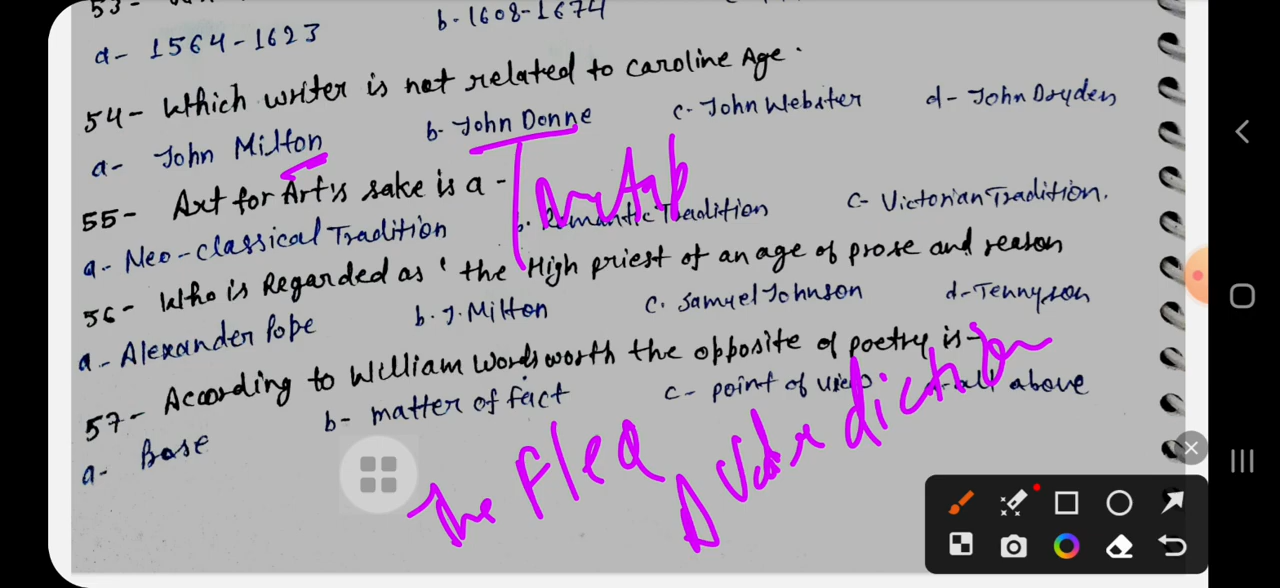 53-
a- 1564-1623 b-1608-1674
54- Which writer is not related to Caroline Age.
a- John Milton b- John Donne c- John Webster d- John Dryden
55- Art for Art's sake is a -
a- Neo-classical Tradition b. Romantic Tradition c- Victorian Tradition.
56- Who is Regarded as ' the High priest of an age of prose and reason
a- Alexander Pope b. J. Milton c. Samuel Johnson d- Tennyson
57- According to William Wordsworth the opposite of poetry is-
a- Base b- matter of fact c- point of view d- all above
The Flea
A Valediction